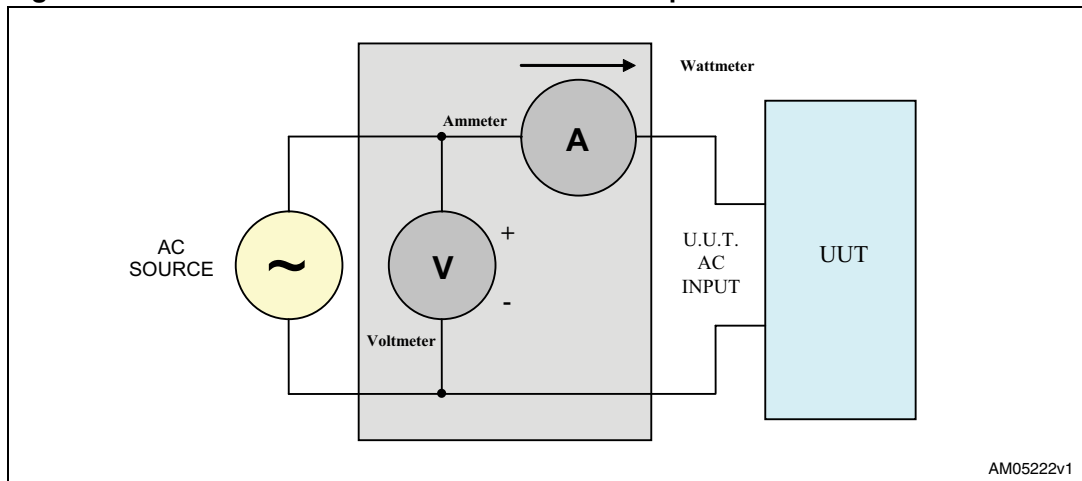 Wattmeter
Ammeter
A
AC
SOURCE
~
V
+
-
U.U.T.
AC
INPUT
UUT
Voltmeter
AM05222v1